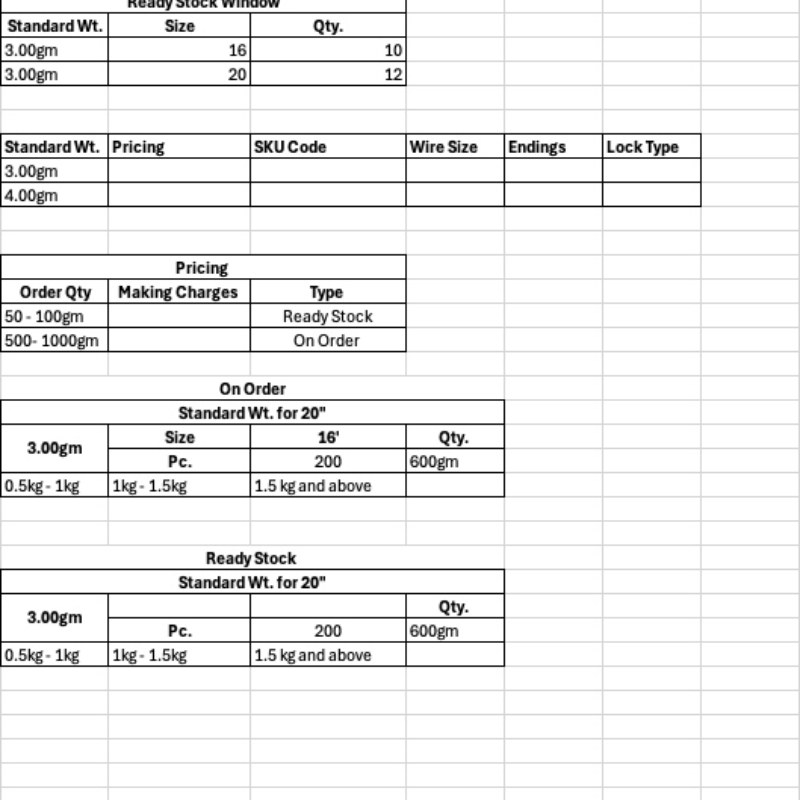 Ready Stock Window
Standard Wt. Size Qty.
3.00gm 16 10
3.00gm 20 12
Standard Wt. Pricing SKU Code Wire Size Endings Lock Type
3.00gm
4.00gm
Pricing
Order Qty Making Charges Type
50 - 100gm Ready Stock
500- 1000gm On Order
On Order
Standard Wt. for 20"
3.00gm Size 16' Qty.
Pc. 200 600gm
0.5kg - 1kg 1kg - 1.5kg 1.5 kg and above
Ready Stock
Standard Wt. for 20"
3.00gm Qty.
Pc. 200 600gm
0.5kg - 1kg 1kg - 1.5kg 1.5 kg and above